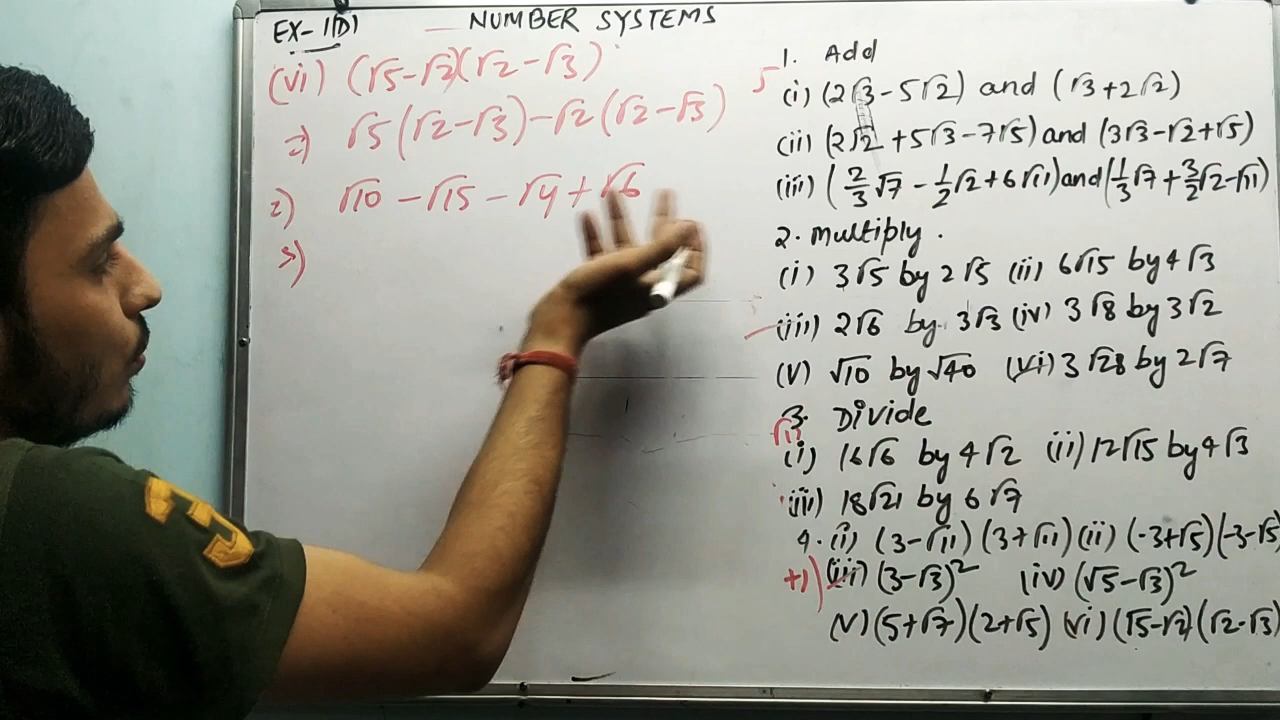 EX-1(D)
NUMBER SYSTEMS
(vi) (√5-√2)(√2-√3)
=) √5(√2-√3)-√2(√2-√3)
=) √10 - √15 - √4 + √6
=)
1. Add
(i) (2√3-5√2) and (√3+2√2)
(ii) (2√2+5√3-7√5) and (3√3-√2+√5)
(iii) (2/3√7 - 1/2√2+6√11) and (1/3√7+3/2√2-√11)
2. multiply.
(i) 3√5 by 2√5 (ii) 6√15 by 4√3
(iii) 2√6 by 3√3 (iv) 3√8 by 3√2
(v) √10 by √40 (vi) 3√28 by 2√7
3. Divide
(i) 16√6 by 4√2 (ii) 12√15 by 4√3
(iii) 18√21 by 6√7
4. (i) (3-√11)(3+√11) (ii) (-3+√5)(-3-√5)
+1) (iii) (3-√3)² (iv) (√5-√3)²
(v) (5+√7)(2+√5) (vi) (√5-√2)(√2-√3)